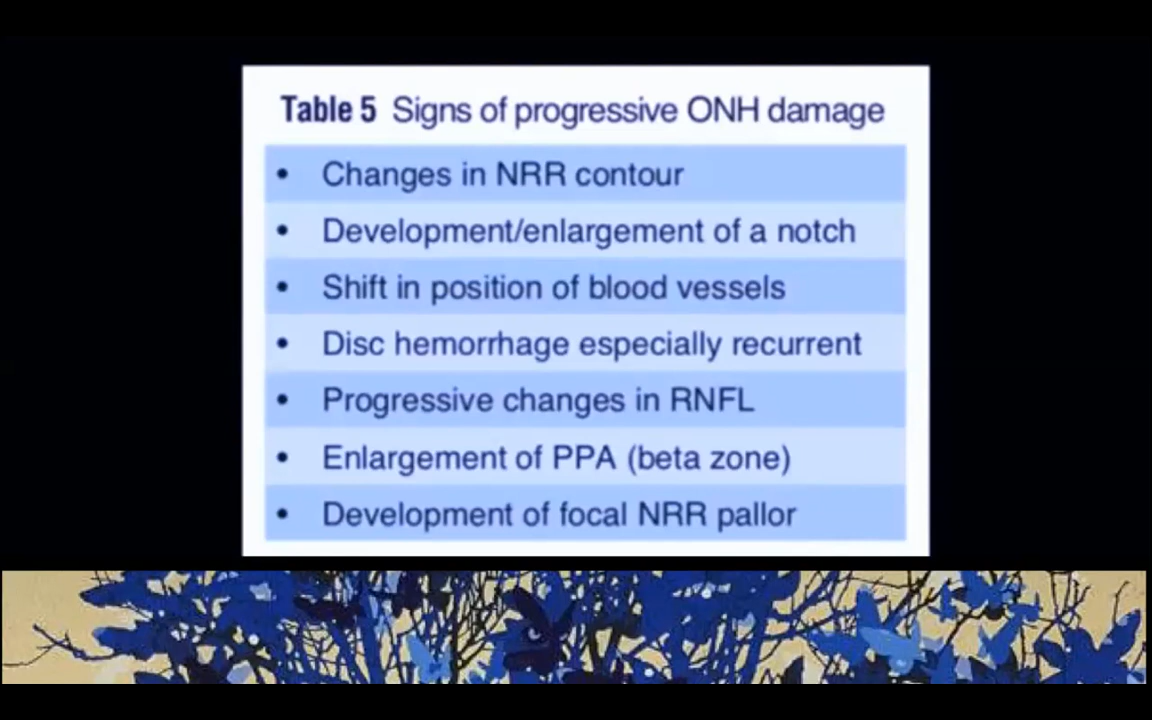 Table 5 Signs of progressive ONH damage
• Changes in NRR contour
• Development/enlargement of a notch
• Shift in position of blood vessels
• Disc hemorrhage especially recurrent
• Progressive changes in RNFL
• Enlargement of PPA (beta zone)
• Development of focal NRR pallor